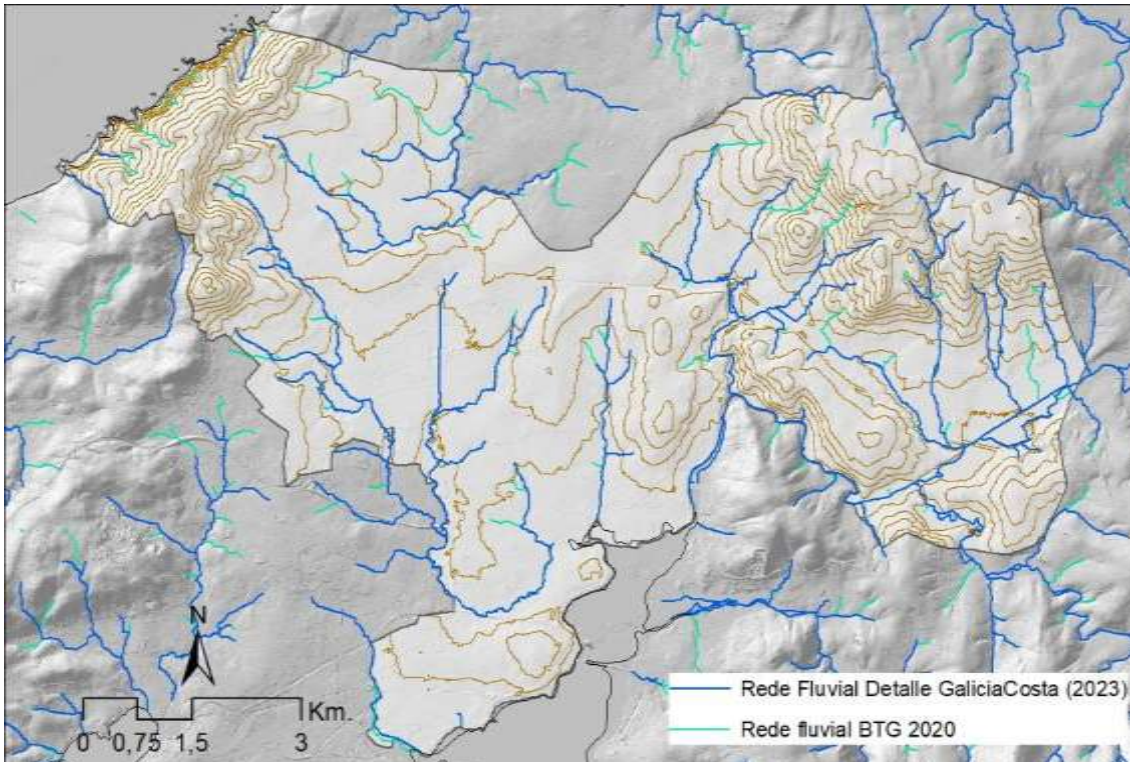 N
Km.
0 0,75 1,5 3
Rede Fluvial Detalle GaliciaCosta (2023)
Rede fluvial BTG 2020